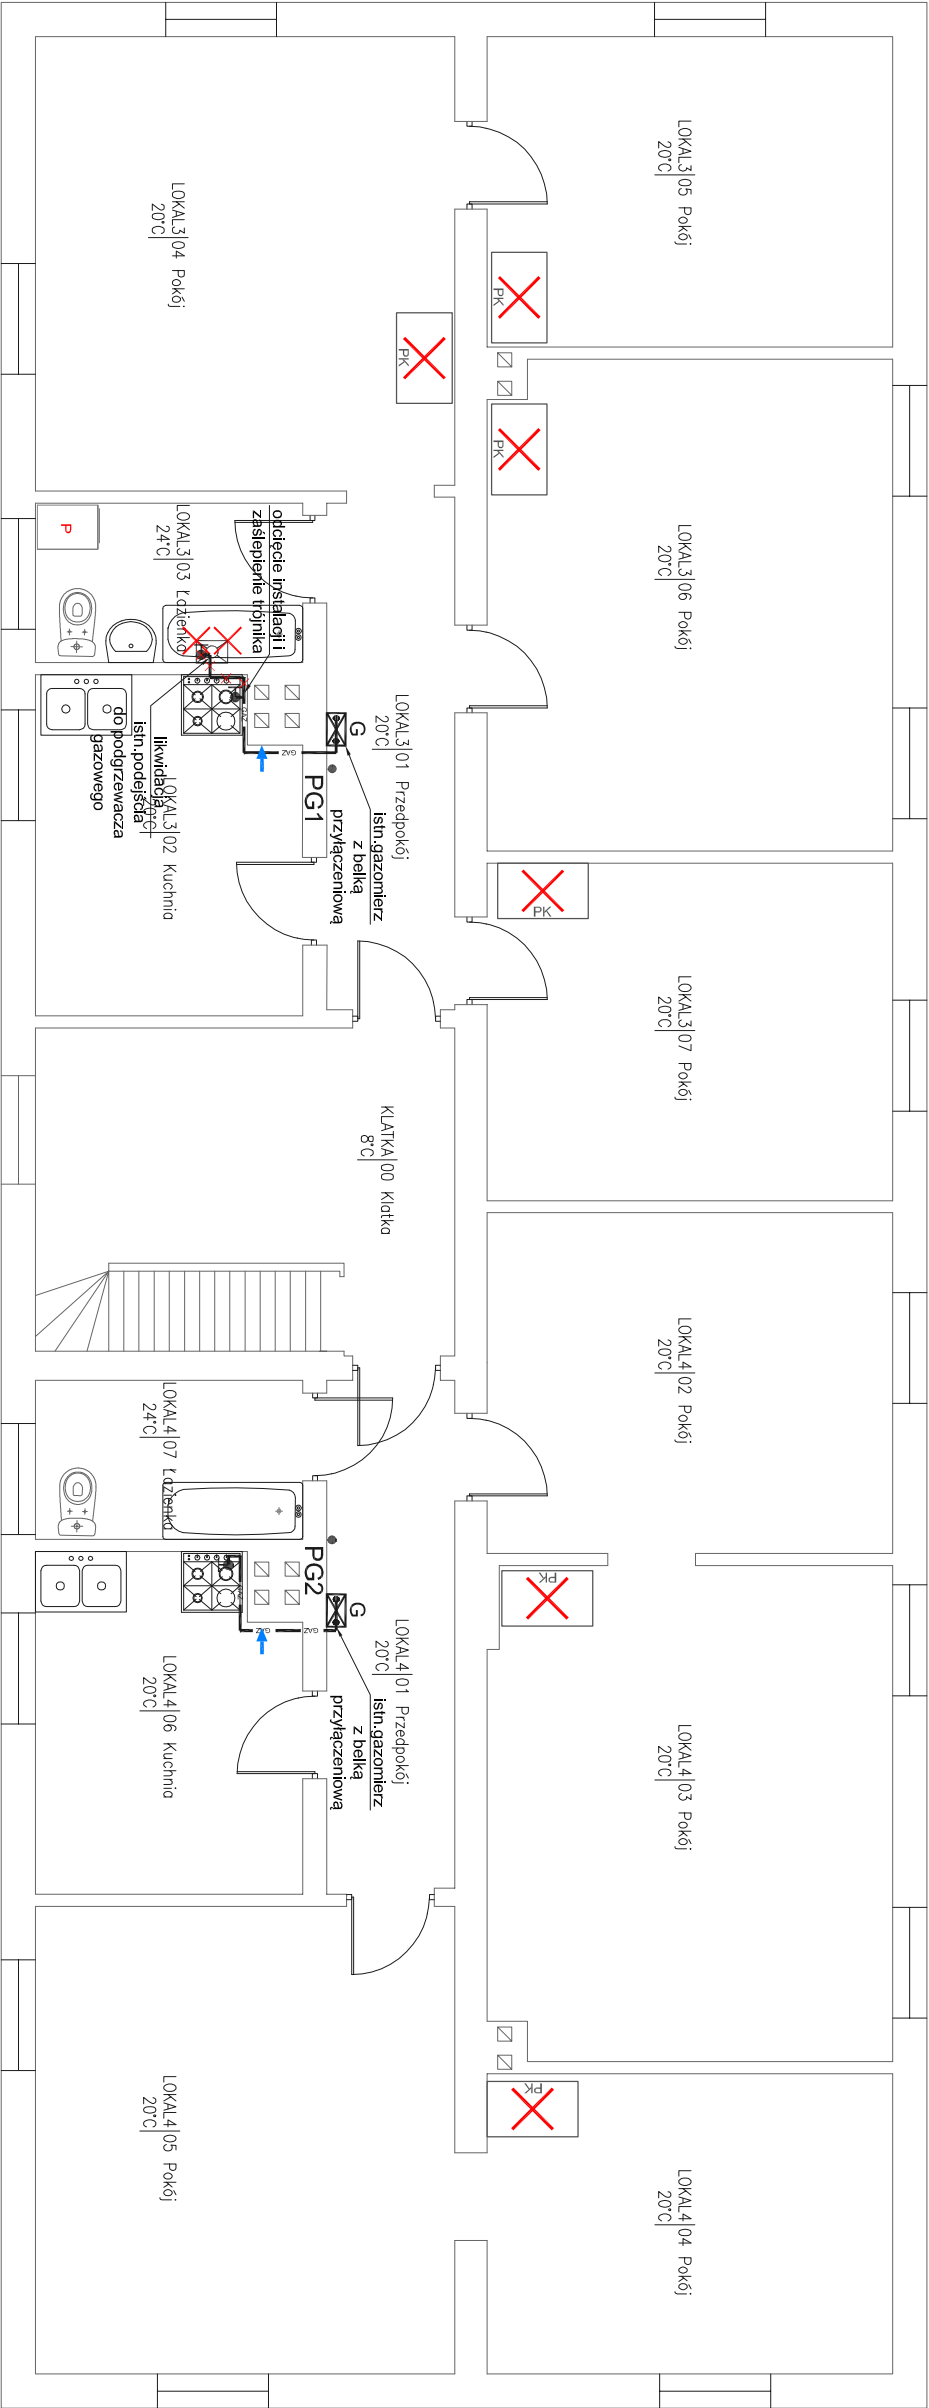 LOKAL3|05 Pokój
20°C
LOKAL3|04 Pokój
20°C
PK
PK
PK
LOKAL3|06 Pokój
20°C
P
LOKAL3|03 Łazienka
24°C
odcięcie instalacji i
zaślepienie trójnika
LOKAL3|01 Przedpokój
20°C
G
GAZ
GAZ
PG1
istn.gazomierz
z belką
przyłączeniową
likwidacja
istn.podejścia
do podgrzewacza
gazowego
LOKAL3|02 Kuchnia
20°C
PK
LOKAL3|07 Pokój
20°C
KLATKA|00 Klatka
8°C
LOKAL4|02 Pokój
20°C
LOKAL4|07 Łazienka
24°C
PG2
G
GAZ
GAZ
GAZ
LOKAL4|01 Przedpokój
20°C
istn.gazomierz
z belką
przyłączeniową
LOKAL4|06 Kuchnia
20°C
PK
LOKAL4|03 Pokój
20°C
PK
LOKAL4|05 Pokój
20°C
LOKAL4|04 Pokój
20°C